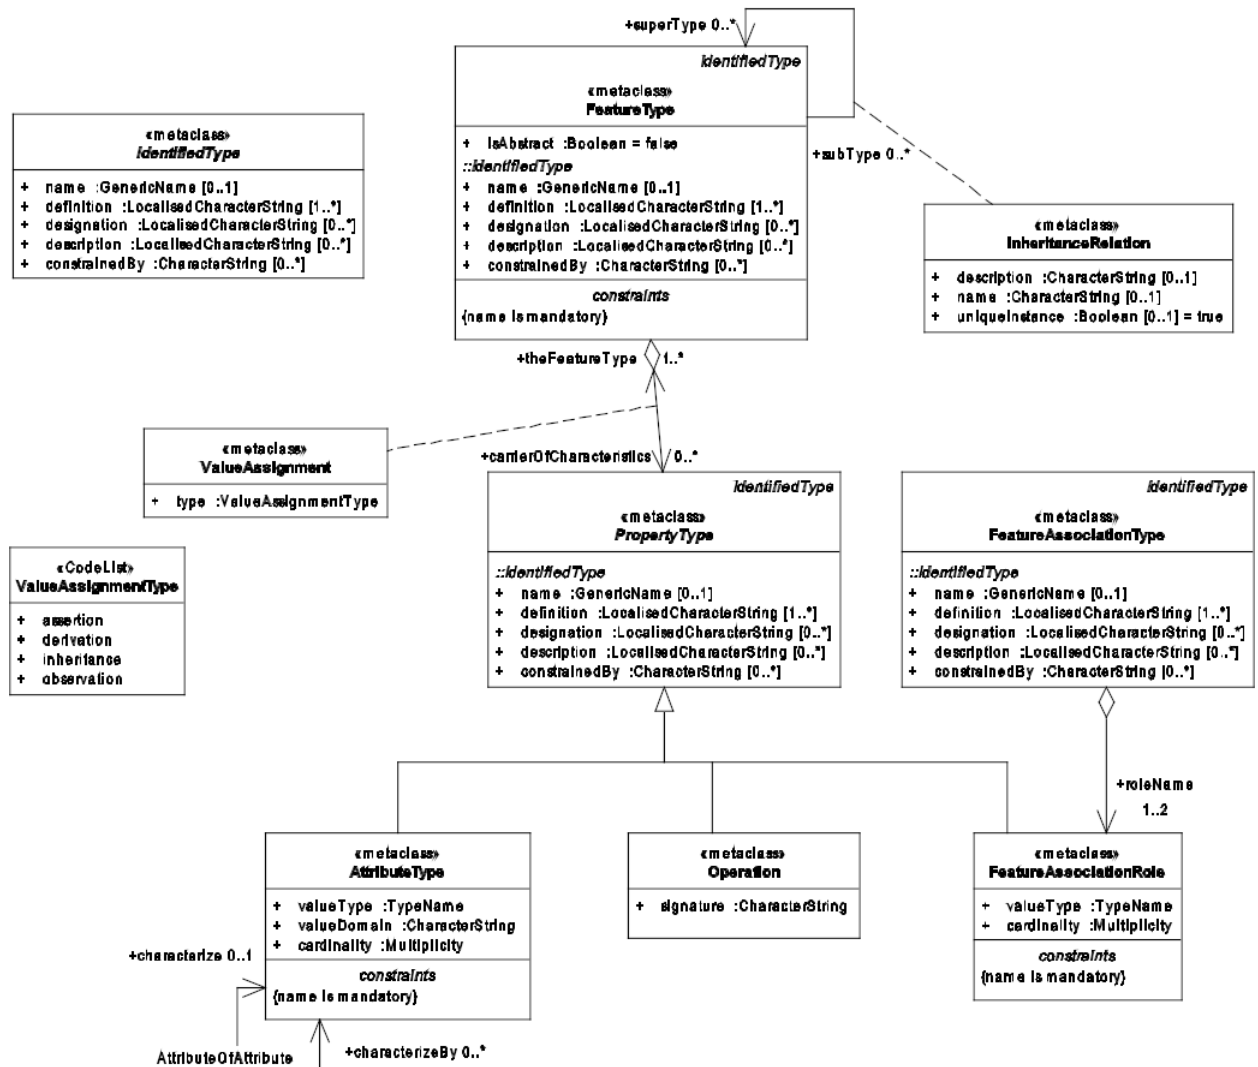 +superType 0..*
IdentifiedType
«metaclass»
FeatureType
+ isAbstract :Boolean = false
::IdentifiedType
+ name :GenericName [0..1]
+ definition :LocalisedCharacterString [1..*]
+ designation :LocalisedCharacterString [0..*]
+ description :LocalisedCharacterString [0..*]
+ constrainedBy :CharacterString [0..*]
constraints
{name is mandatory}
«metaclass»
IdentifiedType
+ name :GenericName [0..1]
+ definition :LocalisedCharacterString [1..*]
+ designation :LocalisedCharacterString [0..*]
+ description :LocalisedCharacterString [0..*]
+ constrainedBy :CharacterString [0..*]
+subType 0..*
«metaclass»
InheritanceRelation
+ description :CharacterString [0..1]
+ name :CharacterString [0..1]
+ uniqueInstance :Boolean [0..1] = true
+theFeatureType 1..*
«metaclass»
ValueAssignment
+ type :ValueAssignmentType
+carrierOfCharacteristics 0..*
IdentifiedType
«metaclass»
PropertyType
::IdentifiedType
+ name :GenericName [0..1]
+ definition :LocalisedCharacterString [1..*]
+ designation :LocalisedCharacterString [0..*]
+ description :LocalisedCharacterString [0..*]
+ constrainedBy :CharacterString [0..*]
IdentifiedType
«metaclass»
FeatureAssociationType
::IdentifiedType
+ name :GenericName [0..1]
+ definition :LocalisedCharacterString [1..*]
+ designation :LocalisedCharacterString [0..*]
+ description :LocalisedCharacterString [0..*]
+ constrainedBy :CharacterString [0..*]
«CodeList»
ValueAssignmentType
+ assertion
+ derivation
+ inheritance
+ observation
+roleName
1..2
«metaclass»
AttributeType
+ valueType :TypeName
+ valueDomain :CharacterString
+ cardinality :Multiplicity
constraints
{name is mandatory}
«metaclass»
Operation
+ signature :CharacterString
«metaclass»
FeatureAssociationRole
+ valueType :TypeName
+ cardinality :Multiplicity
constraints
{name is mandatory}
+characterize 0..1
AttributeOfAttribute
+characterizeBy 0..*